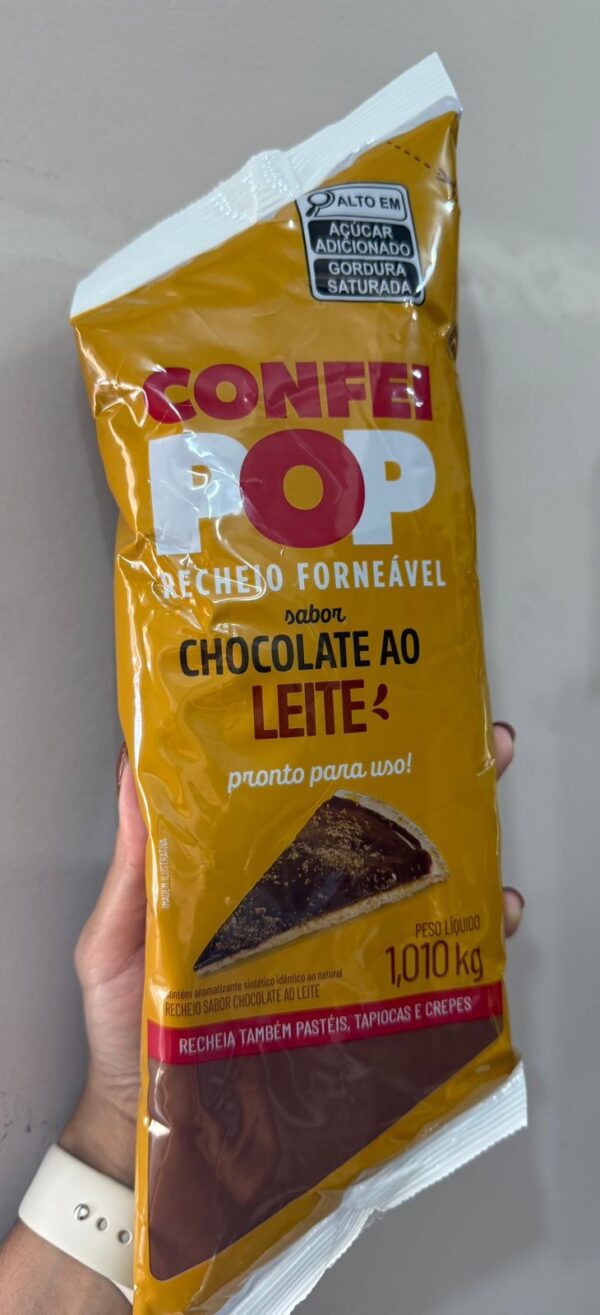 ALTO EM
AÇÚCAR
ADICIONADO
GORDURA
SATURADA
CONFEI
POP
RECHEIO FORNEÁVEL
sabor
CHOCOLATE AO
LEITE
pronto para uso!
IMAGEM ILUSTRATIVA
PESO LÍQUIDO
1,010 kg
Contém aromatizante sintético idêntico ao natural
RECHEIO SABOR CHOCOLATE AO LEITE
RECHEIA TAMBÉM PASTÉIS, TAPIOCAS E CREPES